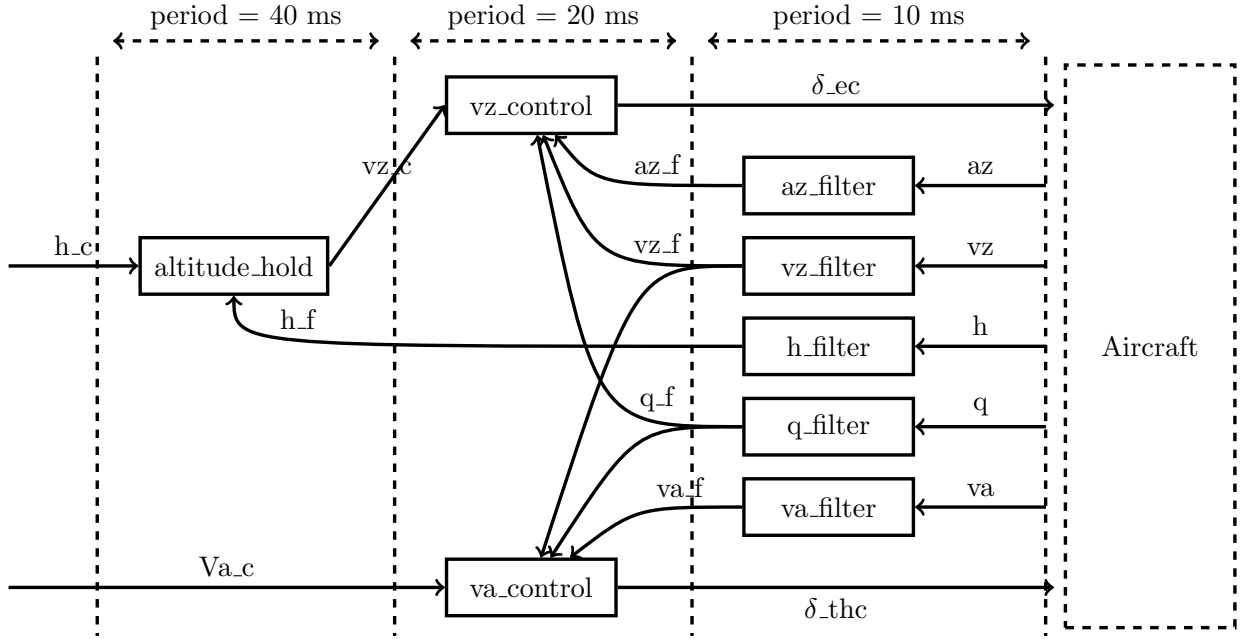 period = 40 ms
period = 20 ms
period = 10 ms
vz_control
δ_ec
vz_c
az_f
az_filter
az
h_c
altitude_hold
vz_f
vz_filter
vz
h_f
h_filter
h
Aircraft
q_f
q_filter
q
va_f
va_filter
va
Va_c
va_control
δ_thc